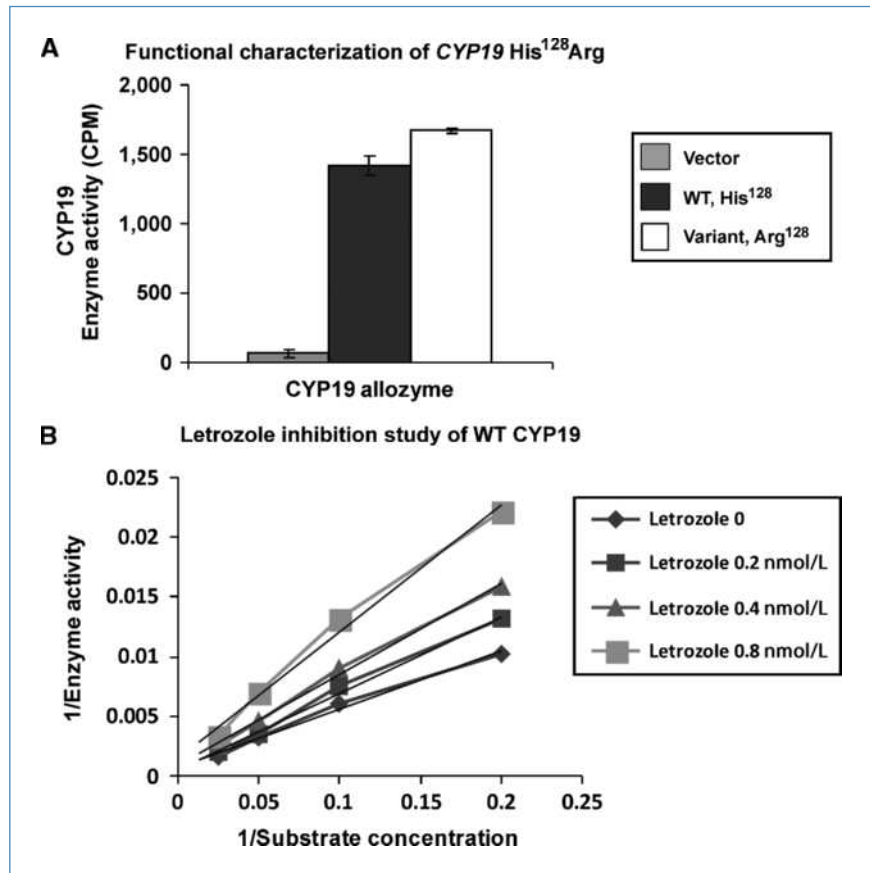 A
Functional characterization of CYP19 His¹²⁸Arg
CYP19
Enzyme activity (CPM)
2,000
1,500
1,000
500
0
CYP19 allozyme
Vector
WT, His¹²⁸
Variant, Arg¹²⁸
B
Letrozole inhibition study of WT CYP19
1/Enzyme activity
0.025
0.02
0.015
0.01
0.005
0
0 0.05 0.1 0.15 0.2 0.25
1/Substrate concentration
Letrozole 0
Letrozole 0.2 nmol/L
Letrozole 0.4 nmol/L
Letrozole 0.8 nmol/L